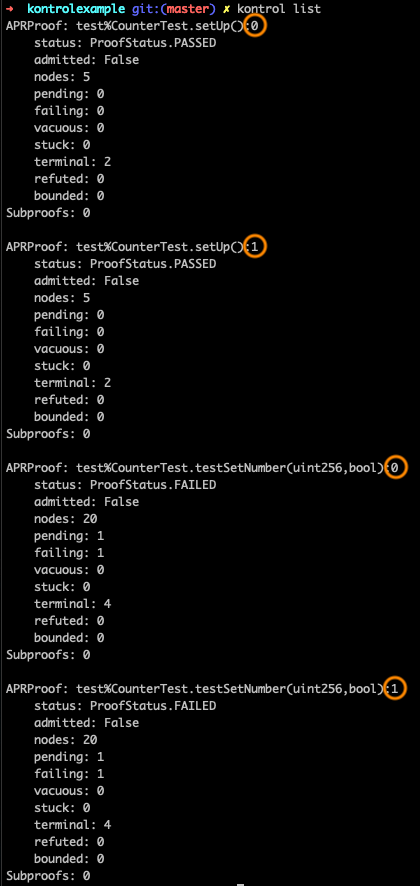 ➜ kontrolexample git:(master) ✗ kontrol list
APRProof: test%CounterTest.setUp():0
    status: ProofStatus.PASSED
    admitted: False
    nodes: 5
    pending: 0
    failing: 0
    vacuous: 0
    stuck: 0
    terminal: 2
    refuted: 0
    bounded: 0
Subproofs: 0
APRProof: test%CounterTest.setUp():1
    status: ProofStatus.PASSED
    admitted: False
    nodes: 5
    pending: 0
    failing: 0
    vacuous: 0
    stuck: 0
    terminal: 2
    refuted: 0
    bounded: 0
Subproofs: 0
APRProof: test%CounterTest.testSetNumber(uint256,bool):0
    status: ProofStatus.FAILED
    admitted: False
    nodes: 20
    pending: 1
    failing: 1
    vacuous: 0
    stuck: 0
    terminal: 4
    refuted: 0
    bounded: 0
Subproofs: 0
APRProof: test%CounterTest.testSetNumber(uint256,bool):1
    status: ProofStatus.FAILED
    admitted: False
    nodes: 20
    pending: 1
    failing: 1
    vacuous: 0
    stuck: 0
    terminal: 4
    refuted: 0
    bounded: 0
Subproofs: 0